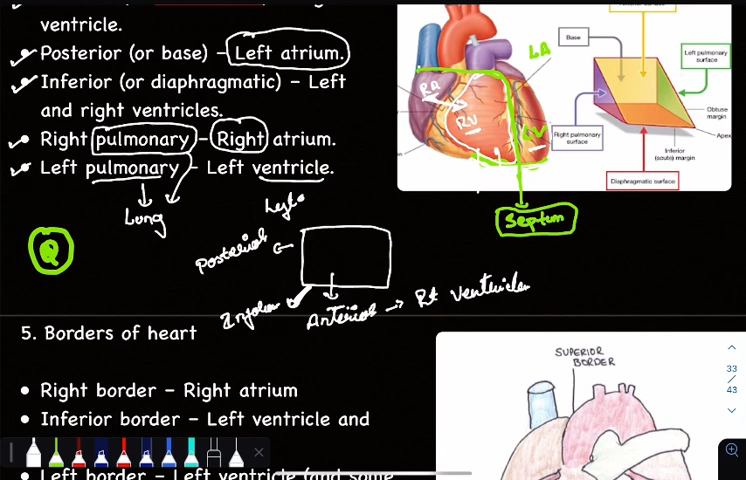 ventricle.
Posterior (or base) – Left atrium.
Inferior (or diaphragmatic) – Left
and right ventricles.
Right pulmonary – Right atrium.
Left pulmonary – Left ventricle.
Lung
Q
Posterior
Rt ventricle
LA
RA
RV
LV
Septum
Base
Left pulmonary
surface
Right pulmonary
surface
Obtuse
margin
Apex
Inferior
(acute) margin
Diaphragmatic surface
5. Borders of heart
Right border – Right atrium
Inferior border – Left ventricle and
Left border – Left ventricle (and some
SUPERIOR
BORDER
33
/
43